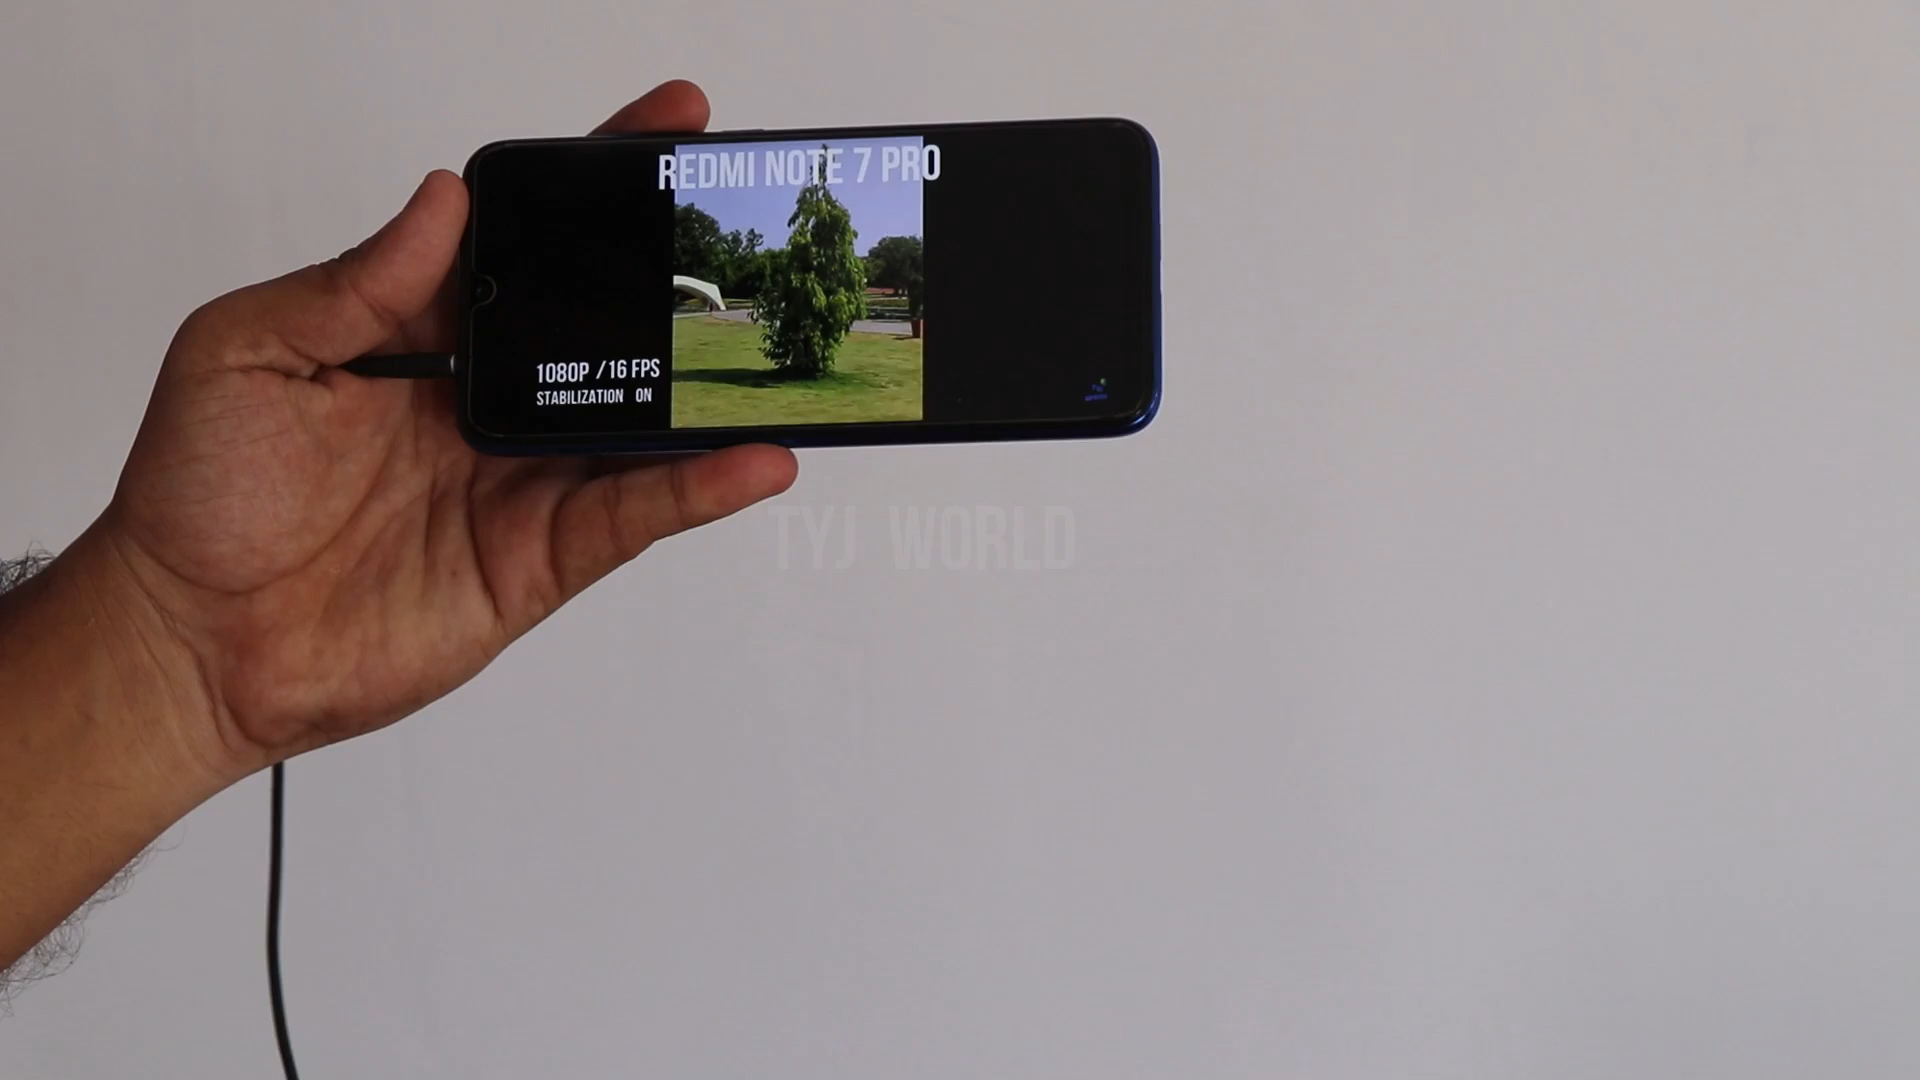 REDMI NOTE 7 PRO
1080P / 16 FPS
STABILIZATION ON
TYJ WORLD